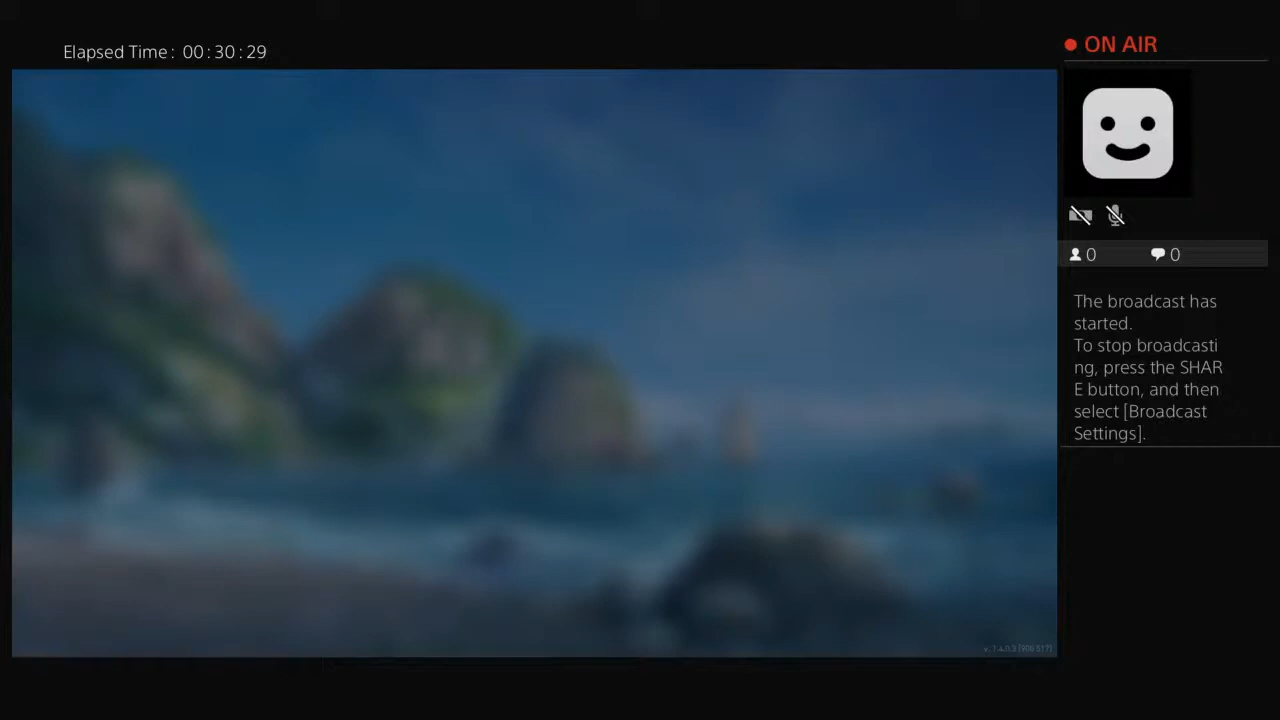 Elapsed Time: 00:30:29
ON AIR
0 0
The broadcast has
started.
To stop broadcasti
ng, press the SHAR
E button, and then
select [Broadcast
Settings].